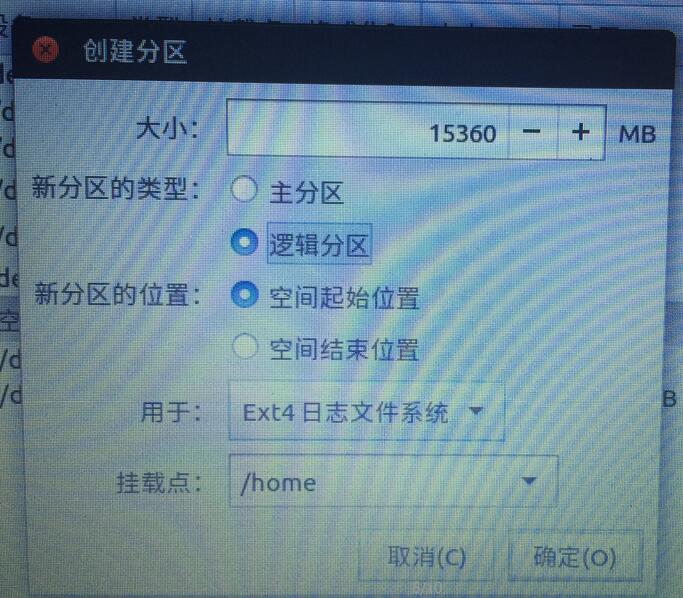 创建分区
大小： 15360 − + MB
新分区的类型： 主分区
逻辑分区
新分区的位置： 空间起始位置
空间结束位置
用于： Ext4 日志文件系统
挂载点： /home
取消(C) 确定(O)